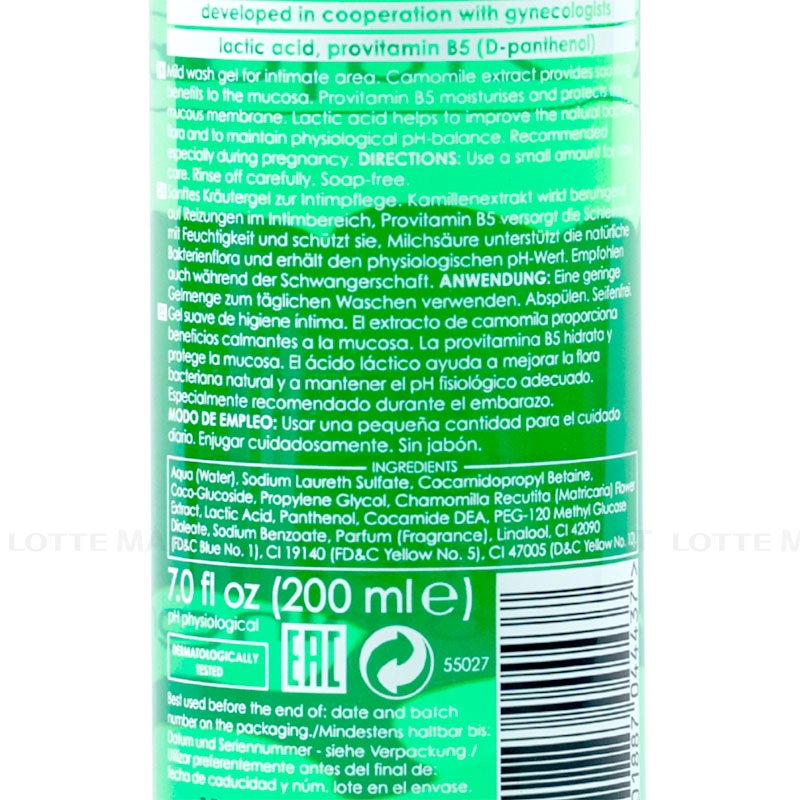 developed in cooperation with gynecologists
lactic acid, provitamin B5 (D-panthenol)
Mild wash gel for intimate area. Camomile extract provides
benefits to the mucosa. Provitamin B5 moisturises and protects
mucous membrane. Lactic acid helps to improve the natural
flora and to maintain physiological pH-balance. Recommended
especially during pregnancy. DIRECTIONS: Use a small amount for
care. Rinse off carefully. Soap-free.
Sanftes Kräutergel zur Intimpflege. Kamillenextrakt wirkt beruhigend
auf Reizungen im Intimbereich, Provitamin B5 versorgt die
mit Feuchtigkeit und schützt sie, Milchsäure unterstützt die natürliche
Bakterienflora und erhält den physiologischen pH-Wert. Empfohlen
auch während der Schwangerschaft. ANWENDUNG: Eine geringe
Gelmenge zum täglichen Waschen verwenden. Abspülen. Seifenfrei.
Gel suave de higiene íntima. El extracto de camomila proporciona
beneficios calmantes a la mucosa. La provitamina B5 hidrata y
protege la mucosa. El ácido láctico ayuda a mejorar la flora
bacteriana natural y a mantener el pH fisiológico adecuado.
Especialmente recomendado durante el embarazo.
MODO DE EMPLEO: Usar una pequeña cantidad para el cuidado
diario. Enjugar cuidadosamente. Sin jabón.
INGREDIENTS
Aqua (Water), Sodium Laureth Sulfate, Cocamidopropyl Betaine,
Coco-Glucoside, Propylene Glycol, Chamomilla Recutita (Matricaria) Flower
Extract, Lactic Acid, Panthenol, Cocamide DEA, PEG-120 Methyl Glucose
Dioleate, Sodium Benzoate, Parfum (Fragrance), Linalool, CI 42090
(FD&C Blue No. 1), CI 19140 (FD&C Yellow No. 5), CI 47005 (D&C Yellow No. 10).
LOTTE MART
LOTTE MA
7.0 fl oz (200 ml e)
pH physiological
DERMATOLOGICALLY
TESTED
EAC
55027
Best used before the end of: date and batch
number on the packaging./Mindestens haltbar bis:
Datum und Seriennummer - siehe Verpackung./
Utilizar preferentemente antes del final de:
fecha de caducidad y núm. lote en el envase.